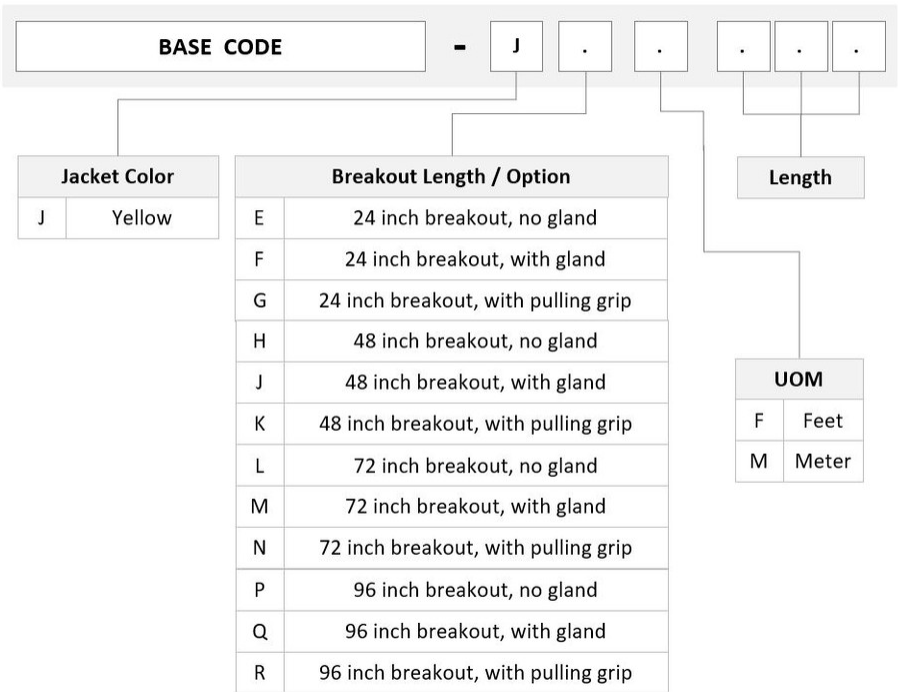 BASE CODE - J . . . . .
Jacket Color
J Yellow
Breakout Length / Option
E 24 inch breakout, no gland
F 24 inch breakout, with gland
G 24 inch breakout, with pulling grip
H 48 inch breakout, no gland
J 48 inch breakout, with gland
K 48 inch breakout, with pulling grip
L 72 inch breakout, no gland
M 72 inch breakout, with gland
N 72 inch breakout, with pulling grip
P 96 inch breakout, no gland
Q 96 inch breakout, with gland
R 96 inch breakout, with pulling grip
Length
UOM
F Feet
M Meter